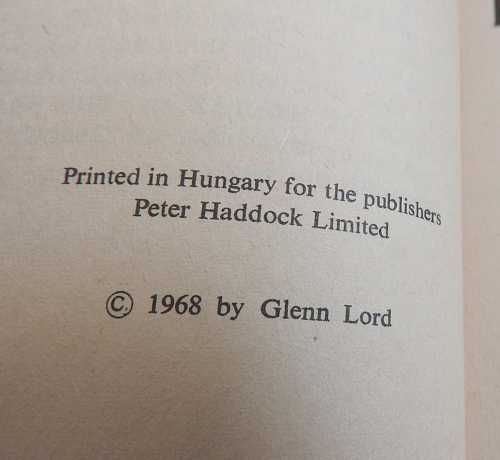 Printed in Hungary for the publishers
Peter Haddock Limited
© 1968 by Glenn Lord